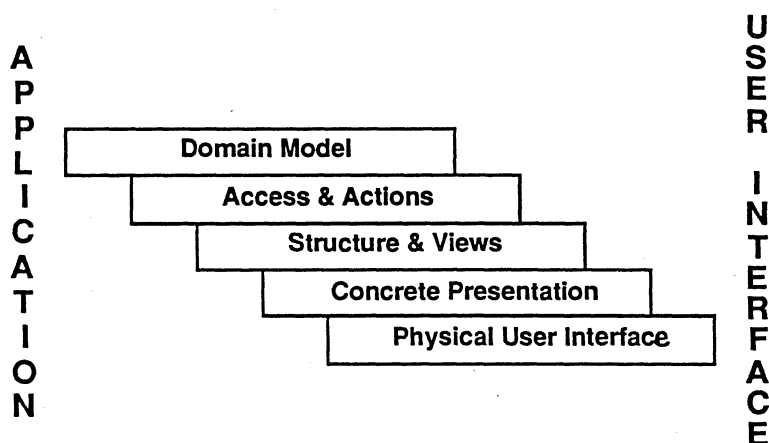 APPLICATION
Domain Model
Access & Actions
Structure & Views
Concrete Presentation
Physical User Interface
USER INTERFACE